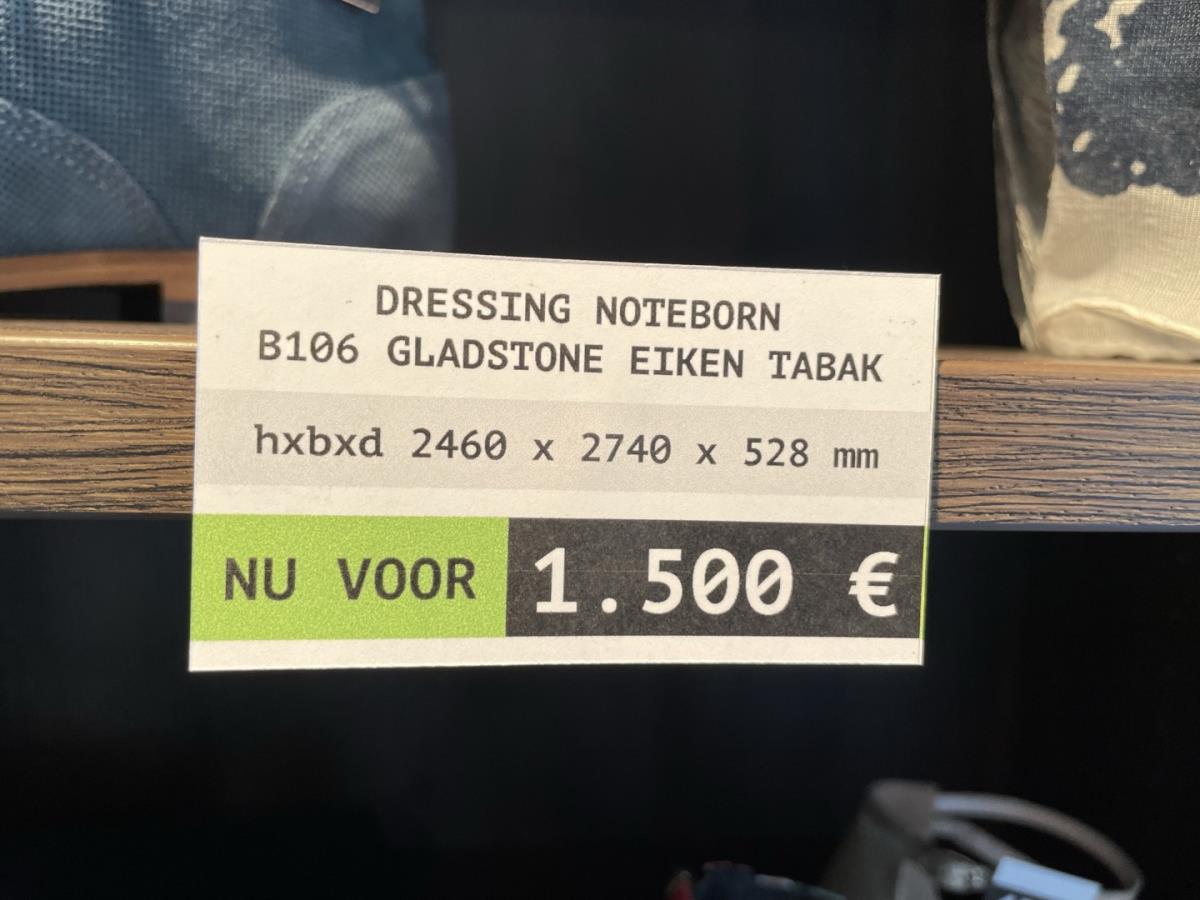 DRESSING NOTEBORN
B106 GLADSTONE EIKEN TABAK
hxbxd 2460 x 2740 x 528 mm
NU VOOR 1.500 €